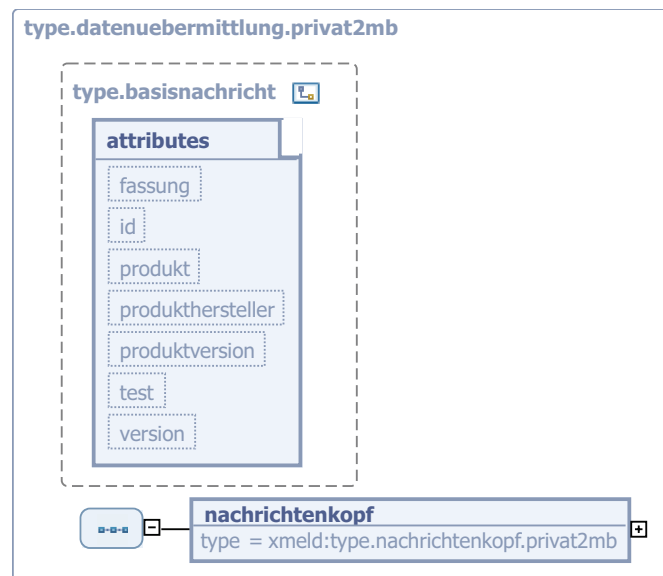 type.datenuebermittlung.privat2mb
type.basisnachricht
attributes
fassung
id
produkt
produkthersteller
produktversion
test
version
nachrichtenkopf
type = xmeld:type.nachrichtenkopf.privat2mb